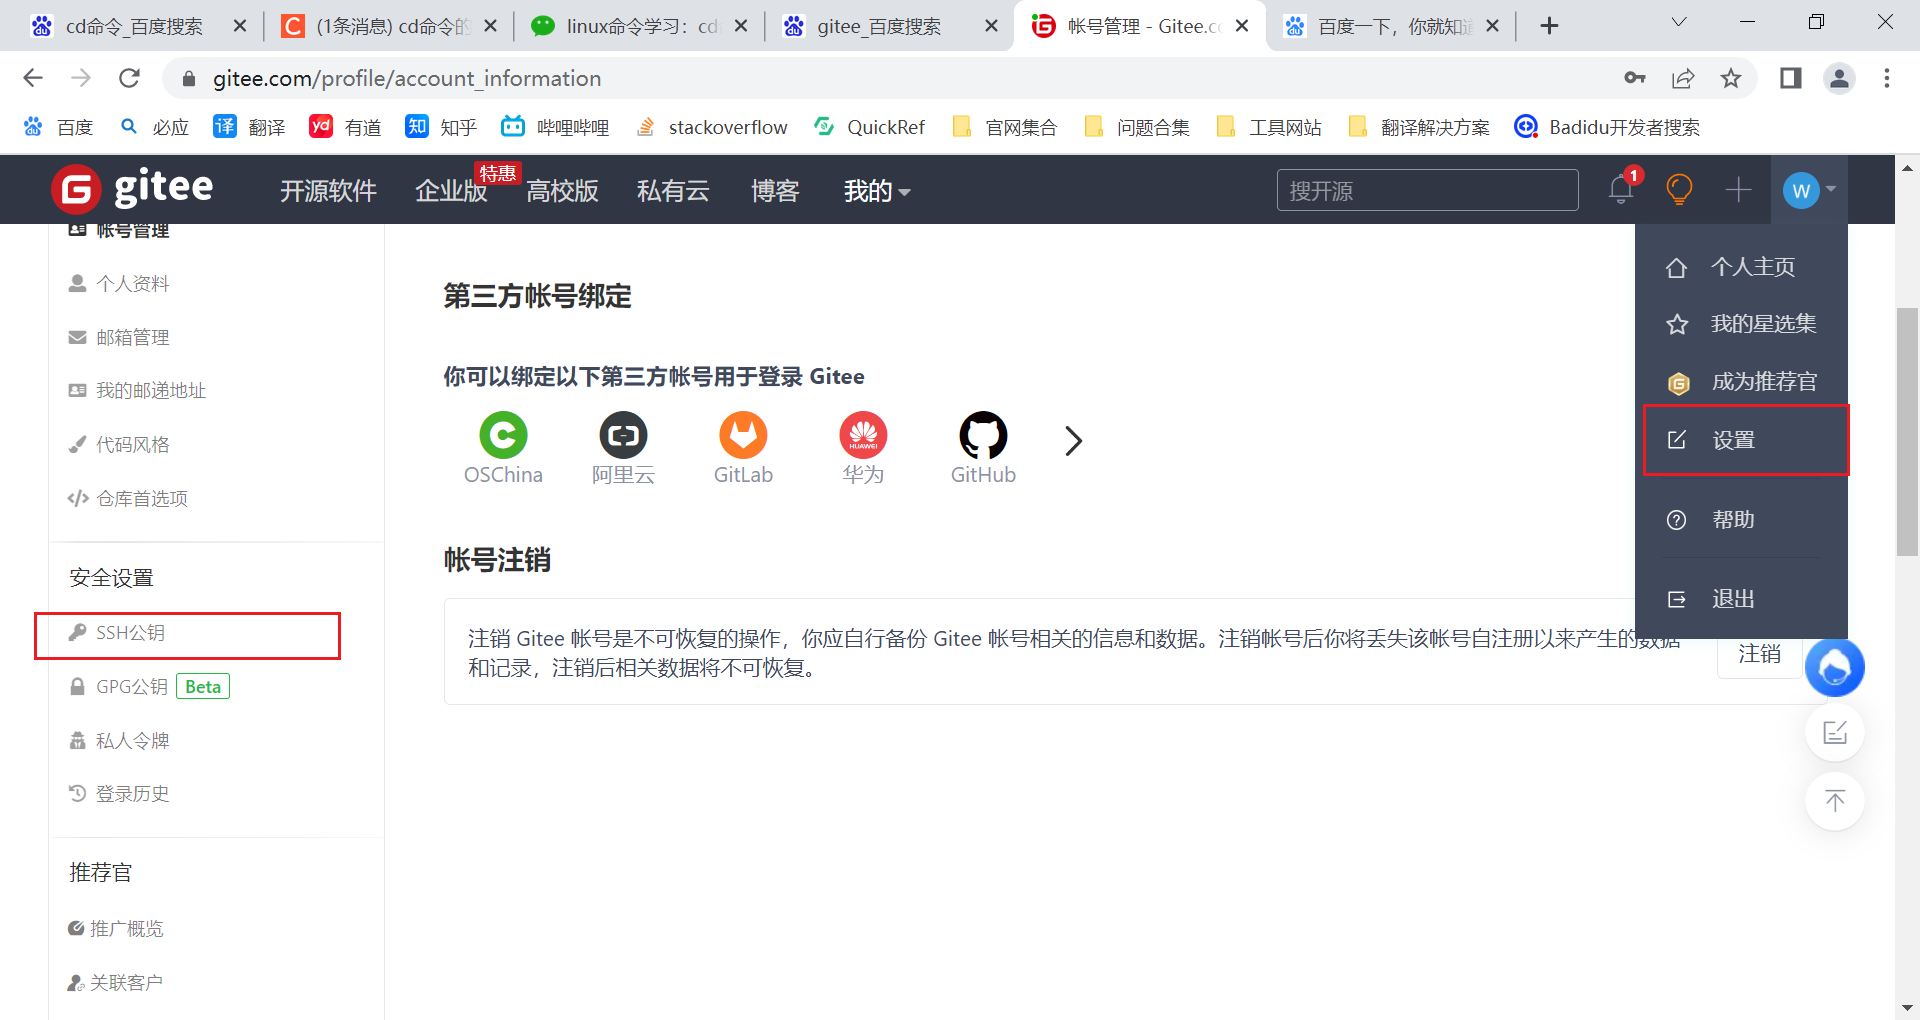 cd命令_百度搜索
(1条消息) cd命令的
linux命令学习：cd
gitee_百度搜索
帐号管理 - Gitee.c
百度一下，你就知道
gitee.com/profile/account_information
百度
必应
译 翻译
yd 有道
知 知乎
哔哩哔哩
stackoverflow
QuickRef
官网集合
问题合集
工具网站
翻译解决方案
Badidu开发者搜索
gitee
开源软件
企业版
特惠
高校版
私有云
博客
我的
搜开源
1
W
帐号管理
个人资料
邮箱管理
我的邮递地址
代码风格
仓库首选项
安全设置
SSH公钥
GPG公钥 Beta
私人令牌
登录历史
推荐官
推广概览
关联客户
第三方帐号绑定
你可以绑定以下第三方帐号用于登录 Gitee
OSChina
阿里云
GitLab
HUAWEI
华为
GitHub
帐号注销
注销 Gitee 帐号是不可恢复的操作，你应自行备份 Gitee 帐号相关的信息和数据。注销帐号后你将丢失该帐号自注册以来产生的数据
和记录，注销后相关数据将不可恢复。
注销
个人主页
我的星选集
成为推荐官
设置
帮助
退出